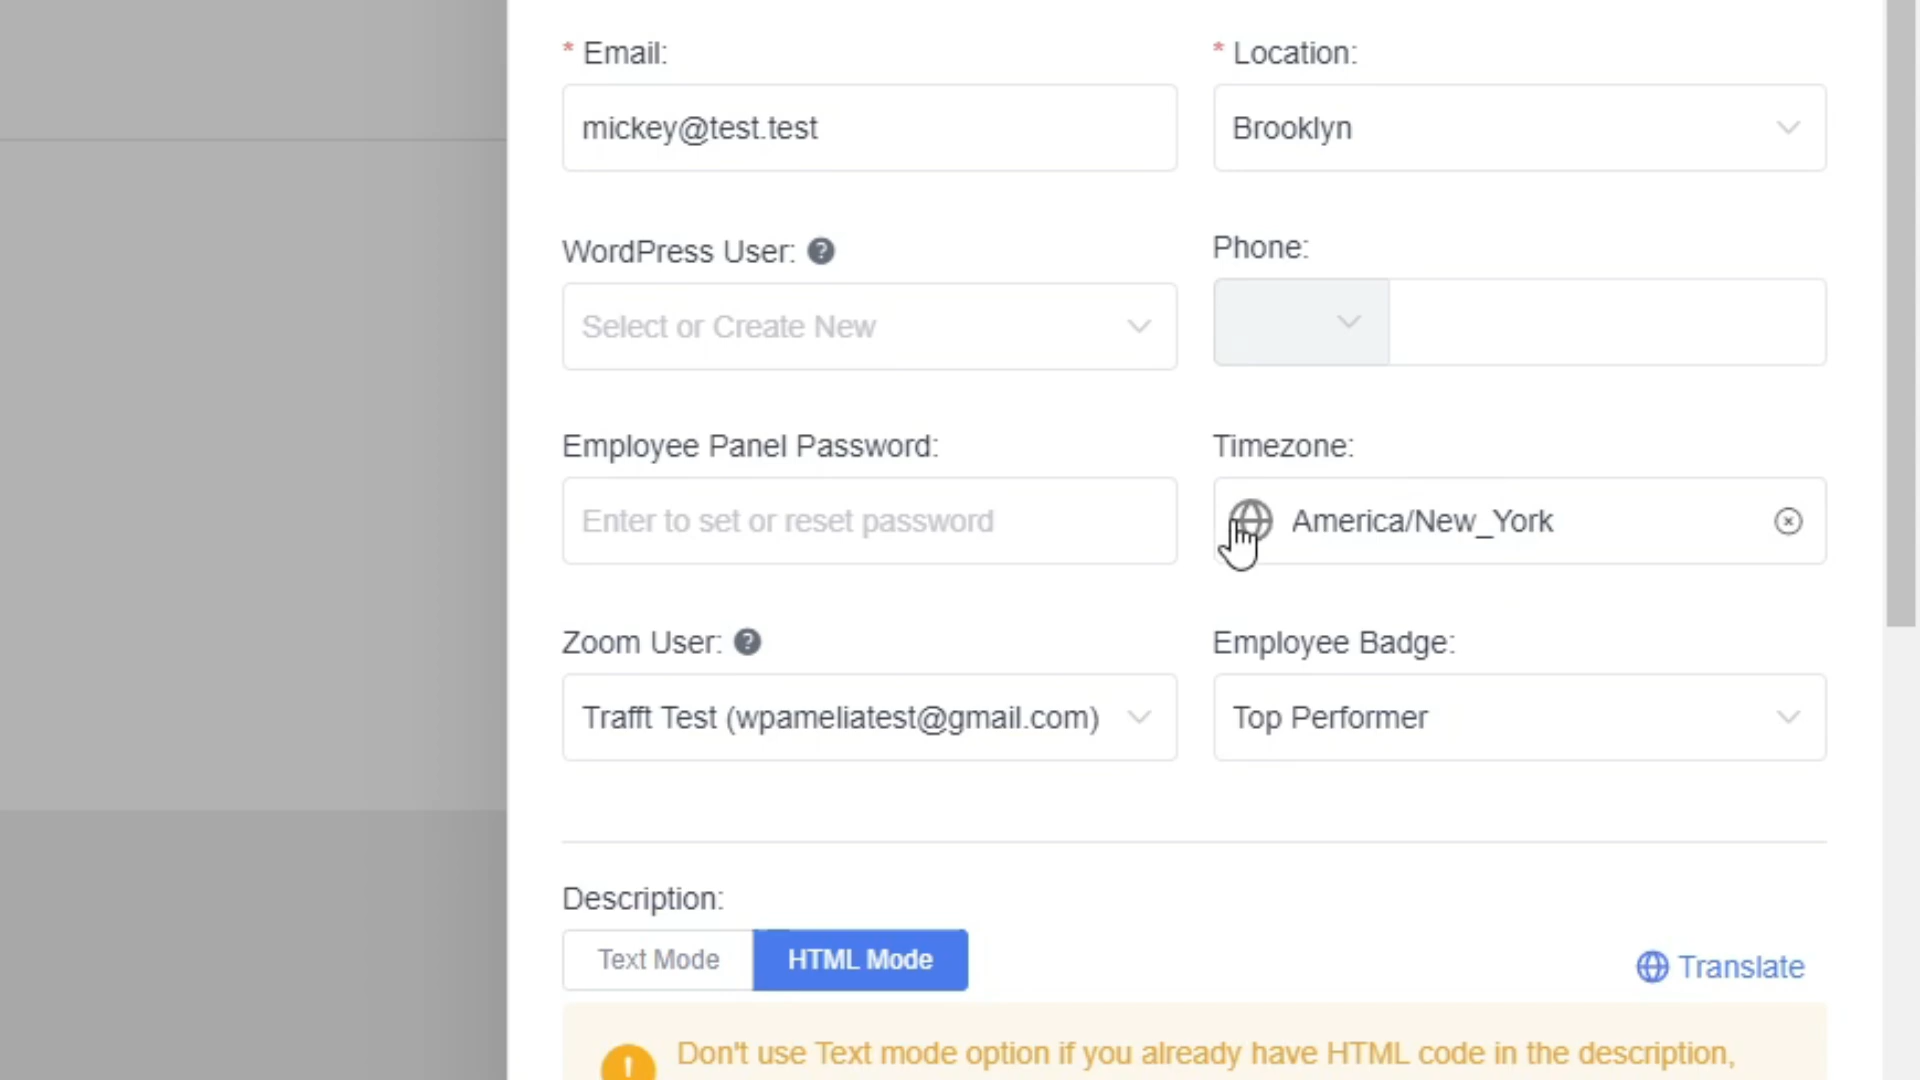 * Email:
mickey@test.test
* Location:
Brooklyn
WordPress User: ?
Select or Create New
Phone:
Employee Panel Password:
Enter to set or reset password
Timezone:
America/New_York
Zoom User: ?
Trafft Test (wpameliatest@gmail.com)
Employee Badge:
Top Performer
Description:
Text Mode
HTML Mode
Translate
! Don't use Text mode option if you already have HTML code in the description,